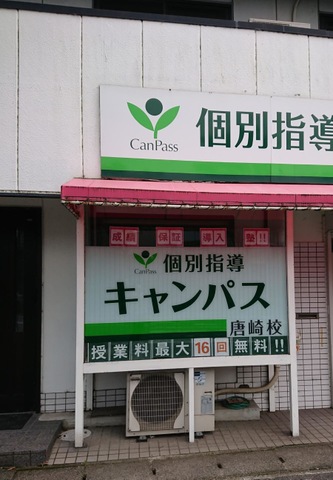 CanPass
個別指導
成績 保証 導入 塾!!
CanPass
個別指導
キャンパス
唐崎校
授業料最大16回無料!!